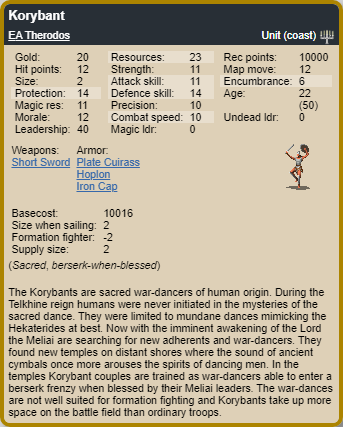 Korybant
EA Therodos Unit (coast)
Gold: 20 Resources: 23 Rec points: 10000
Hit points: 12 Strength: 11 Map move: 12
Size: 2 Attack skill: 11 Encumbrance: 6
Protection: 14 Defence skill: 14 Age: 22
Magic res: 11 Precision: 10 (50)
Morale: 12 Combat speed: 10 Undead ldr: 0
Leadership: 40 Magic ldr: 0
Weapons: Armor:
Short Sword Plate Cuirass
Hoplon
Iron Cap
Basecost: 10016
Size when sailing: 2
Formation fighter: -2
Supply size: 2
(Sacred, berserk-when-blessed)
The Korybants are sacred war-dancers of human origin. During the
Telkhine reign humans were never initiated in the mysteries of the
sacred dance. They were limited to mundane dances mimicking the
Hekaterides at best. Now with the imminent awakening of the Lord
the Meliai are searching for new adherents and war-dancers. They
found new temples on distant shores where the sound of ancient
cymbals once more arouses the spirits of dancing men. In the
temples Korybant couples are trained as war-dancers able to enter a
berserk frenzy when blessed by their Meliai leaders. The war-dances
are not well suited for formation fighting and Korybants take up more
space on the battle field than ordinary troops.